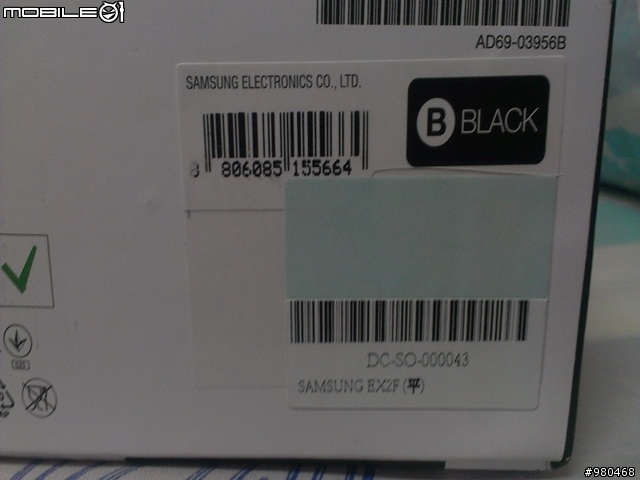 MOBILE01
AD69-03956B
SAMSUNG ELECTRONICS CO., LTD.
B BLACK
8 806085 155664
DC-SO-000043
SAMSUNG EX2F (平)
#980468